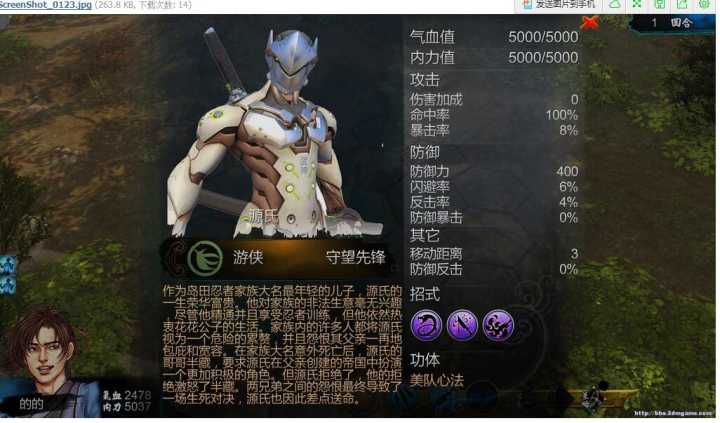 ScreenShot_0123.jpg (263.8 KB, 下载次数: 14)
发送图片到手机
1 回合
气血值 5000/5000
内力值 5000/5000
攻击
伤害加成 0
命中率 100%
暴击率 8%
防御
防御力 400
闪避率 6%
反击率 4%
防御暴击 0%
其它
移动距离 3
防御反击 0%
招式
功体
美队心法
源氏
游侠 守望先锋
作为岛田忍者家族大名最年轻的儿子，源氏的
一生荣华富贵。他对家族的非法生意毫无兴趣
，尽管他精通并且享受忍者训练，但他依然热
衷花花公子的生活。家族内的许多人都将源氏
视为一个危险的累赘，并且怨恨其父亲一再地
包庇和宽容。在家族大名意外死亡后，源氏的
哥哥半藏，要求源氏在父亲创建的帝国中扮演
一个更加积极的角色。但源氏拒绝了，他的拒
绝激怒了半藏。两兄弟之间的怨恨最终导致了
一场生死对决，源氏也因此差点送命。
的的
气血 2478
内力 5037
http://bbs.3dmgame.com/